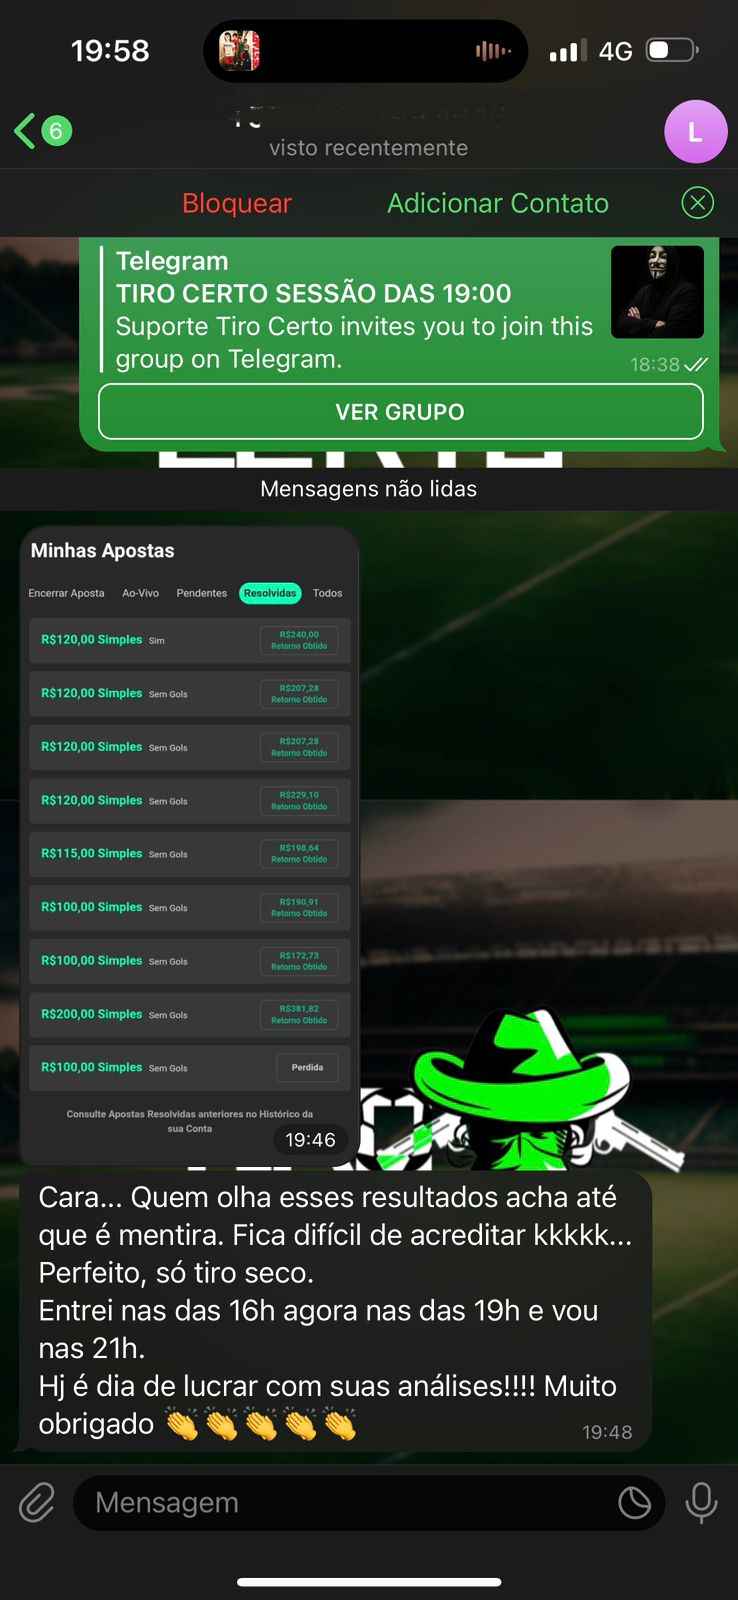 19:58
4G
6
visto recentemente
L
Bloquear
Adicionar Contato
Telegram
TIRO CERTO SESSÃO DAS 19:00
Suporte Tiro Certo invites you to join this
group on Telegram.
18:38
VER GRUPO
Mensagens não lidas
Minhas Apostas
Encerrar Aposta Ao-Vivo Pendentes Resolvidas Todos
R$120,00 Simples Sim
R$240,00
Retorno Obtido
R$120,00 Simples Sem Gols
R$207,28
Retorno Obtido
R$120,00 Simples Sem Gols
R$207,28
Retorno Obtido
R$120,00 Simples Sem Gols
R$229,10
Retorno Obtido
R$115,00 Simples Sem Gols
R$198,64
Retorno Obtido
R$100,00 Simples Sem Gols
R$190,91
Retorno Obtido
R$100,00 Simples Sem Gols
R$172,73
Retorno Obtido
R$200,00 Simples Sem Gols
R$381,82
Retorno Obtido
R$100,00 Simples Sem Gols
Perdida
Consulte Apostas Resolvidas anteriores no Histórico da
sua Conta
19:46
Cara... Quem olha esses resultados acha até
que é mentira. Fica difícil de acreditar kkkkk...
Perfeito, só tiro seco.
Entrei nas das 16h agora nas das 19h e vou
nas 21h.
Hj é dia de lucrar com suas análises!!!! Muito
obrigado 👏👏👏👏👏
19:48
Mensagem